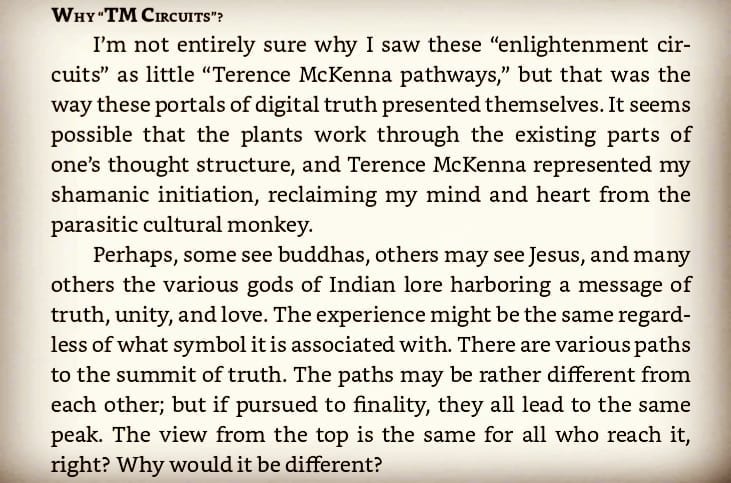 Why "TM Circuits"?
I'm not entirely sure why I saw these "enlightenment cir-
cuits" as little "Terence McKenna pathways," but that was the
way these portals of digital truth presented themselves. It seems
possible that the plants work through the existing parts of
one's thought structure, and Terence McKenna represented my
shamanic initiation, reclaiming my mind and heart from the
parasitic cultural monkey.
Perhaps, some see buddhas, others may see Jesus, and many
others the various gods of Indian lore harboring a message of
truth, unity, and love. The experience might be the same regard-
less of what symbol it is associated with. There are various paths
to the summit of truth. The paths may be rather different from
each other; but if pursued to finality, they all lead to the same
peak. The view from the top is the same for all who reach it,
right? Why would it be different?